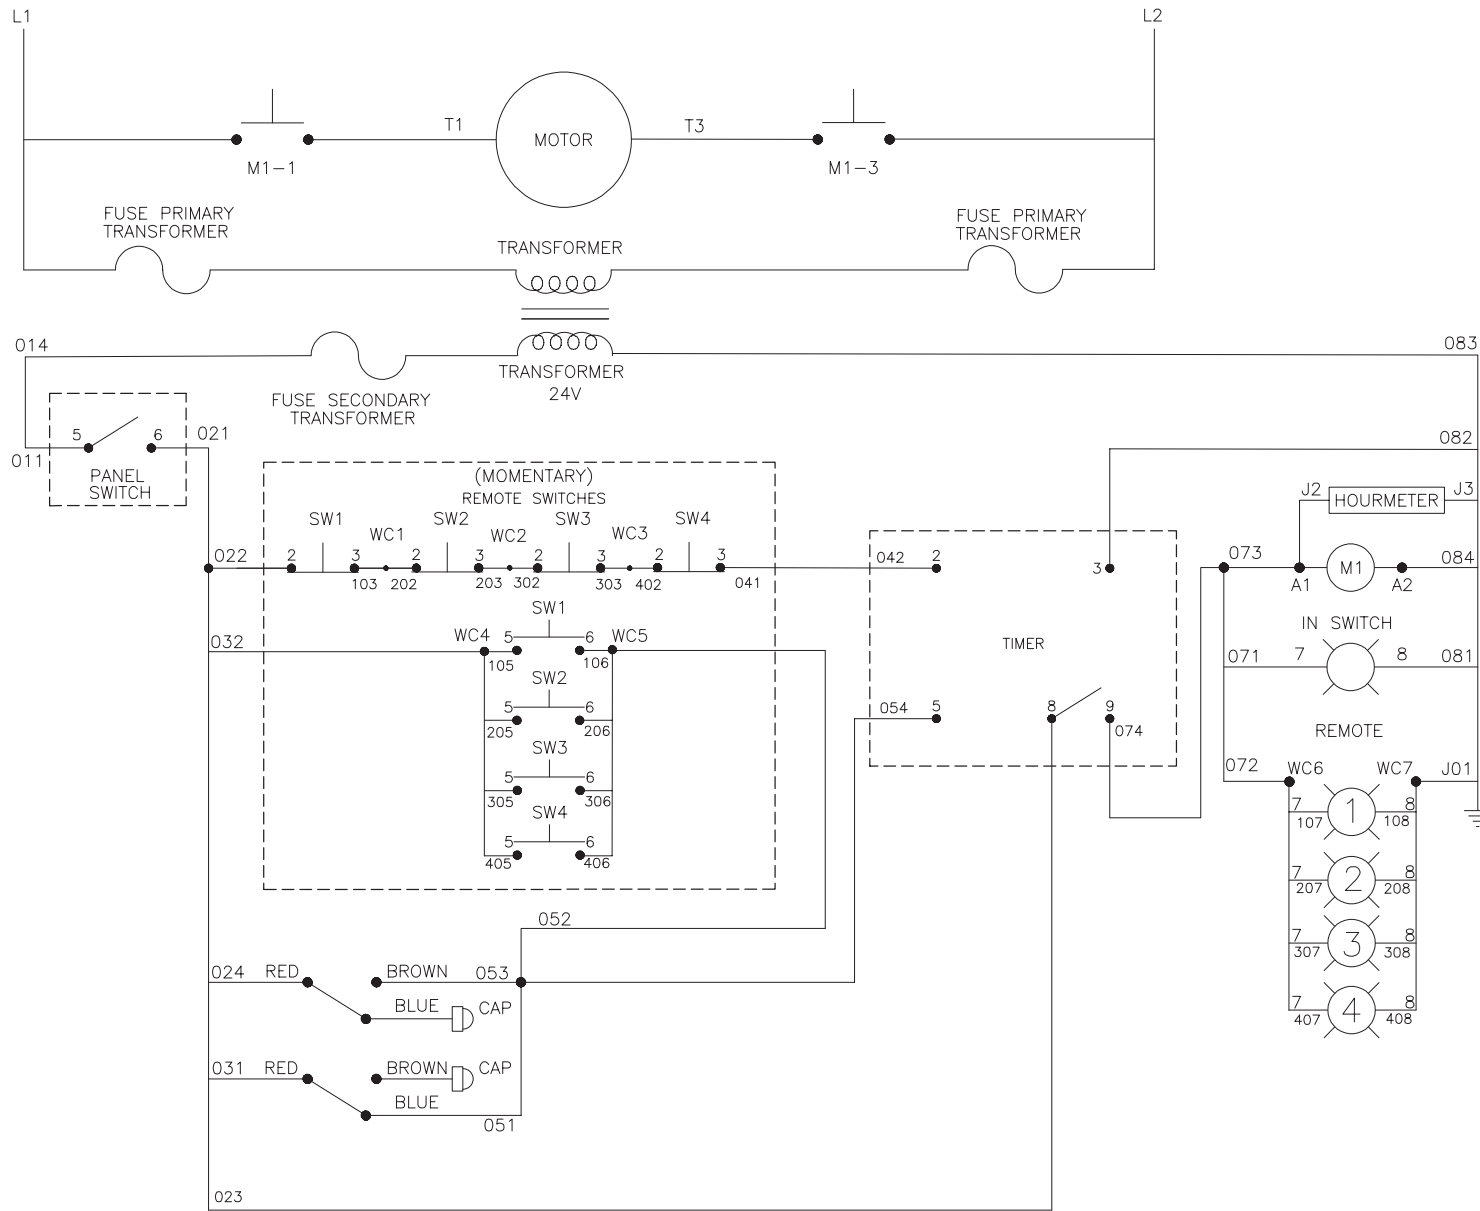 L1
L2
T1
MOTOR
T3
M1-1
M1-3
FUSE PRIMARY
TRANSFORMER
FUSE PRIMARY
TRANSFORMER
TRANSFORMER
014
083
TRANSFORMER
24V
FUSE SECONDARY
TRANSFORMER
5
6
021
011
PANEL
SWITCH
082
(MOMENTARY)
REMOTE SWITCHES
J2
HOURMETER
J3
SW1
WC1
SW2
WC2
SW3
WC3
SW4
022
2
3
2
3
2
3
2
3
103
202
203
302
303
402
041
042
2
3
073
A1
M1
A2
084
SW1
032
WC4
5
6
WC5
105
106
TIMER
IN SWITCH
071
7
8
081
SW2
5
6
205
206
054
5
8
9
074
SW3
5
6
305
306
REMOTE
SW4
5
6
405
406
072
WC6
WC7
J01
7
1
8
107
108
7
2
8
207
208
7
3
8
307
308
7
4
8
407
408
052
024
RED
BROWN
053
BLUE
CAP
031
RED
BROWN
CAP
BLUE
051
023